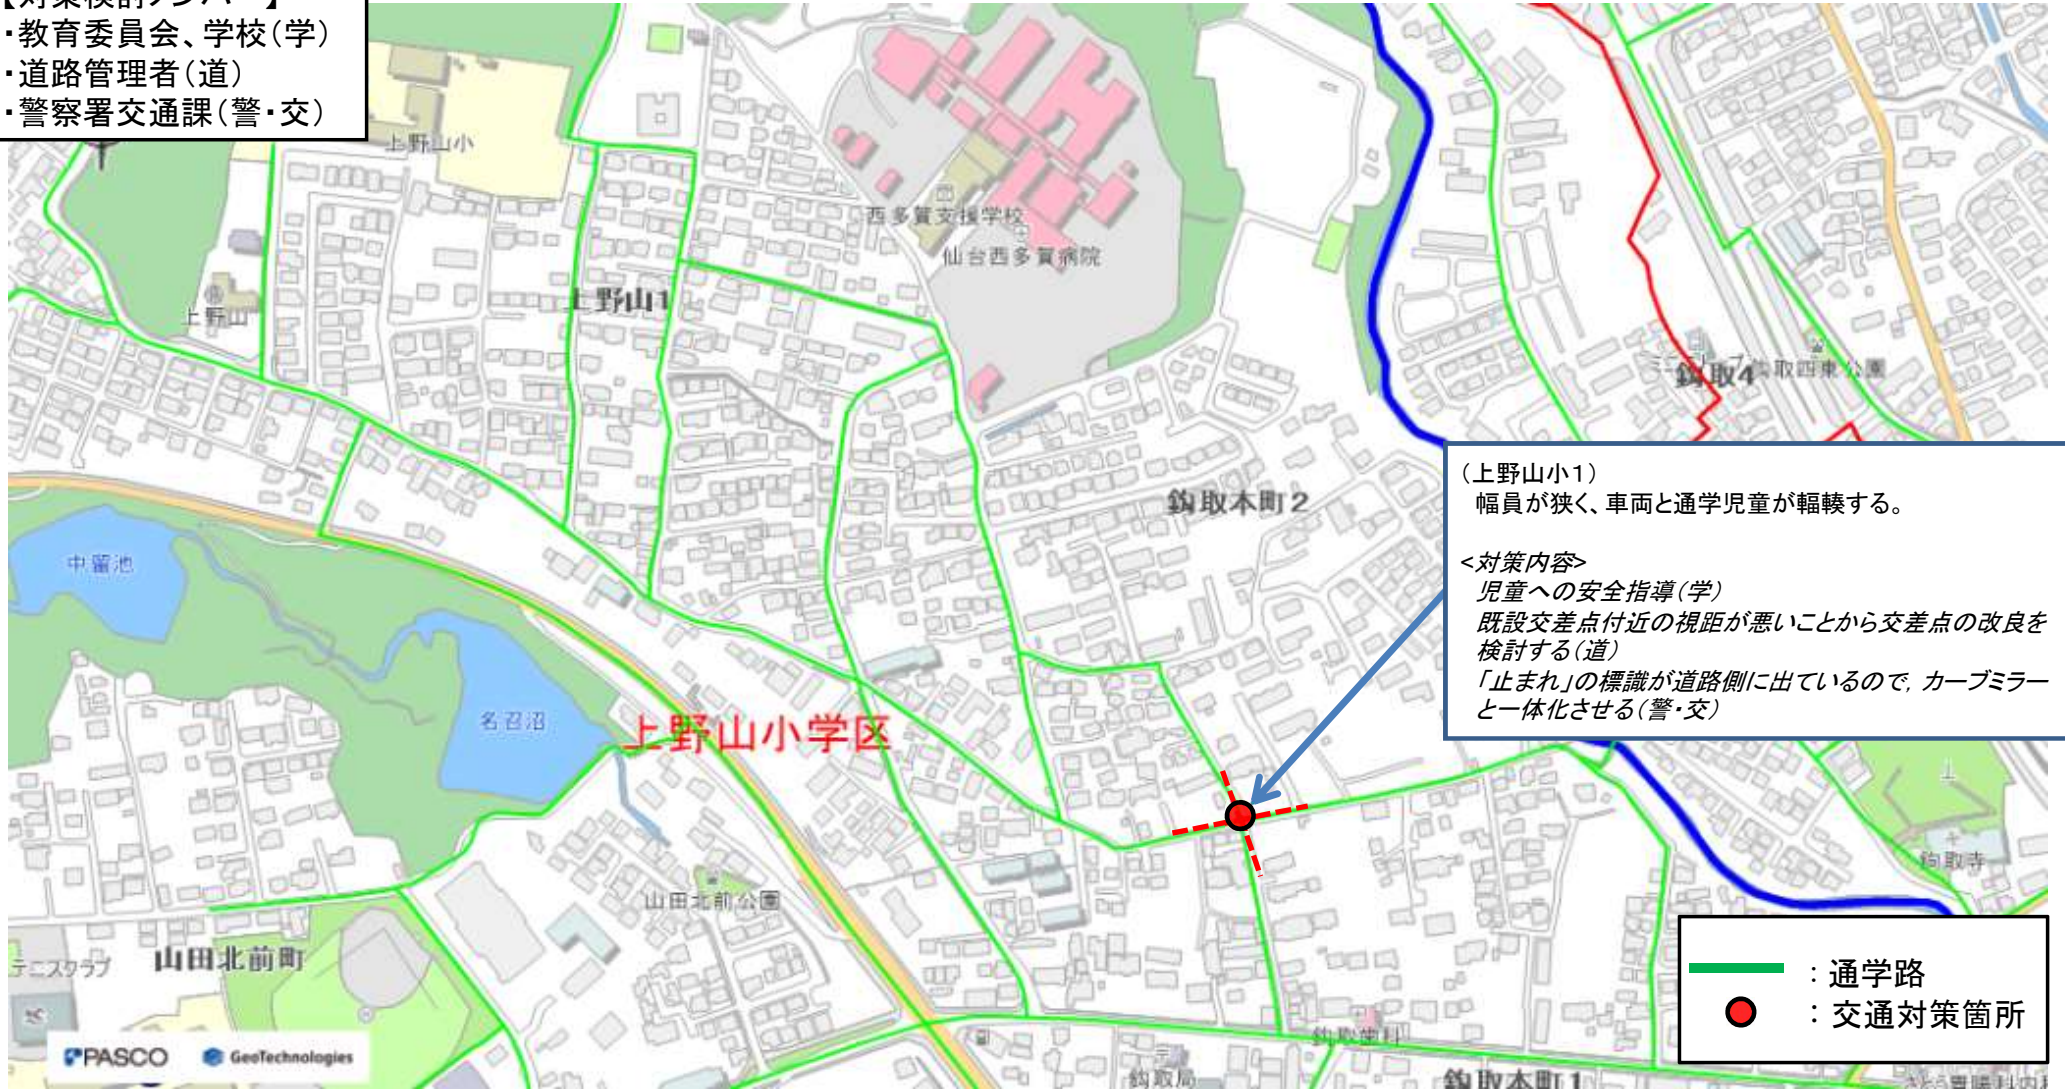 【対策検討メンバー】
・教育委員会、学校(学)
・道路管理者(道)
・警察署交通課(警・交)
上野山小
西多賀支援学校
仙台西多賀病院
上野山1
上野山
鈎取4
鈎取四東公園
(上野山小1)
幅員が狭く、車両と通学児童が輻輳する。
<対策内容>
児童への安全指導(学)
既設交差点付近の視距が悪いことから交差点の改良を
検討する(道)
「止まれ」の標識が道路側に出ているので, カーブミラー
と一体化させる(警・交)
鈎取本町2
中留池
名召沼
上野山小学区
鈎取寺
山田北前公園
山田北前町
テニスクラブ
:通学路
:交通対策箇所
鈎取歯科
鈎取局
鈎取本町1
PASCO
GeoTechnologies